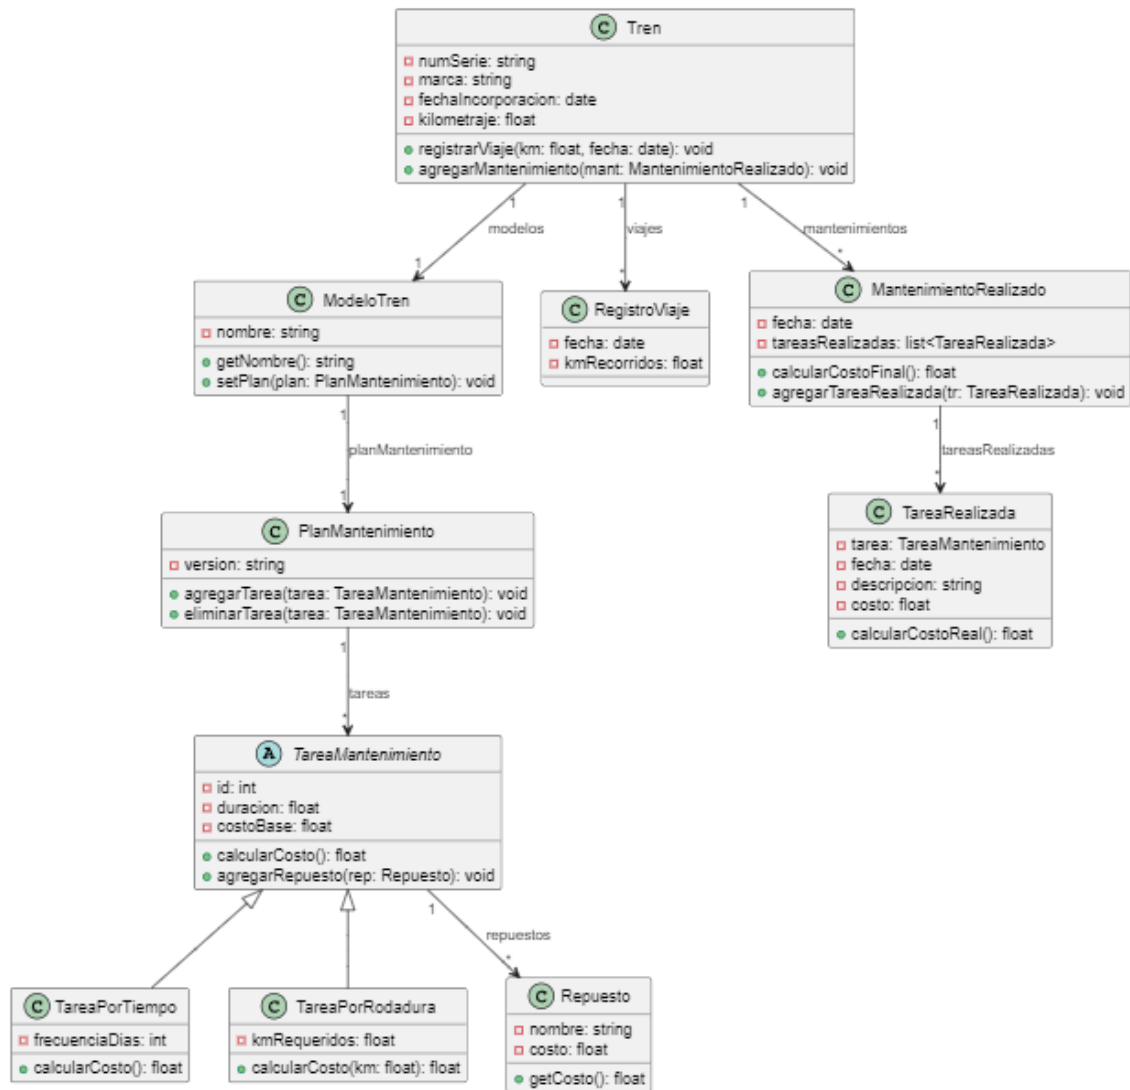 C Tren
numSerie: string
marca: string
fechaIncorporacion: date
kilometraje: float
registrarViaje(km: float, fecha: date): void
agregarMantenimiento(mant: MantenimientoRealizado): void
1
1
1
modelos
viajes
mantenimientos
1
*
*
C ModeloTren
nombre: string
getNombre(): string
setPlan(plan: PlanMantenimiento): void
C RegistroViaje
fecha: date
kmRecorridos: float
C MantenimientoRealizado
fecha: date
tareasRealizadas: list<TareaRealizada>
calcularCostoFinal(): float
agregarTareaRealizada(tr: TareaRealizada): void
1
planMantenimiento
1
1
tareasRealizadas
*
C PlanMantenimiento
version: string
agregarTarea(tarea: TareaMantenimiento): void
eliminarTarea(tarea: TareaMantenimiento): void
C TareaRealizada
tarea: TareaMantenimiento
fecha: date
descripcion: string
costo: float
calcularCostoReal(): float
1
tareas
*
A TareaMantenimiento
id: int
duracion: float
costoBase: float
calcularCosto(): float
agregarRepuesto(rep: Repuesto): void
1
repuestos
*
C TareaPorTiempo
frecuenciaDias: int
calcularCosto(): float
C TareaPorRodadura
kmRequeridos: float
calcularCosto(km: float): float
C Repuesto
nombre: string
costo: float
getCosto(): float